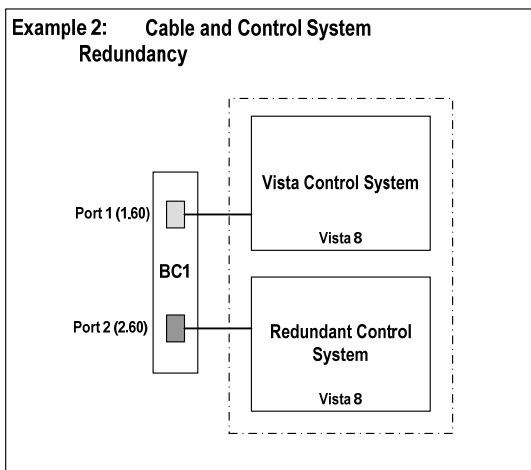 Example 2: Cable and Control System
Redundancy
Vista Control System
Vista 8
Port 1 (1.60)
BC1
Port 2 (2.60)
Redundant Control
System
Vista 8